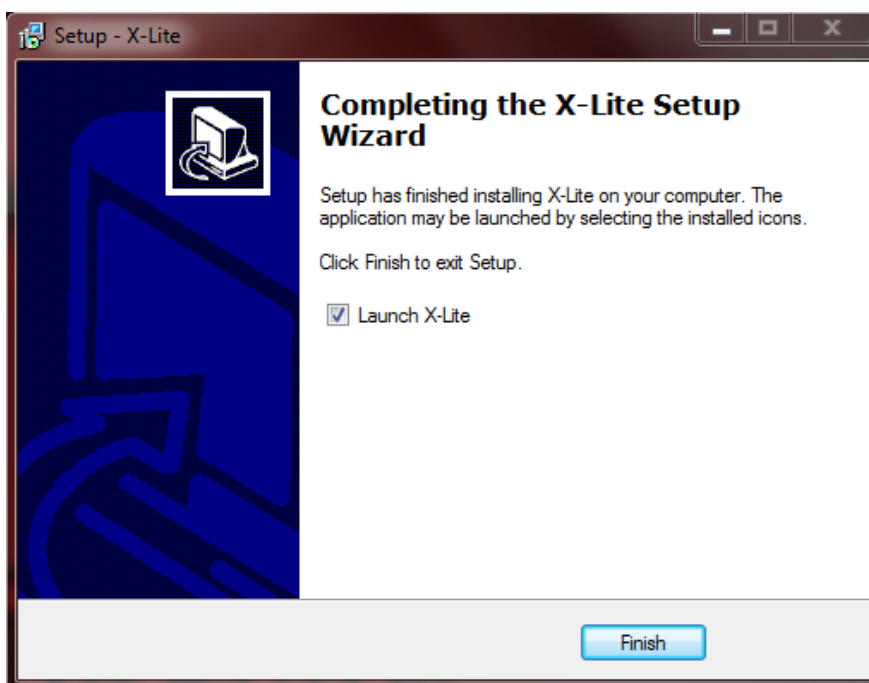 Setup - X-Lite
Completing the X-Lite Setup
Wizard
Setup has finished installing X-Lite on your computer. The
application may be launched by selecting the installed icons.
Click Finish to exit Setup.
Launch X-Lite
Finish